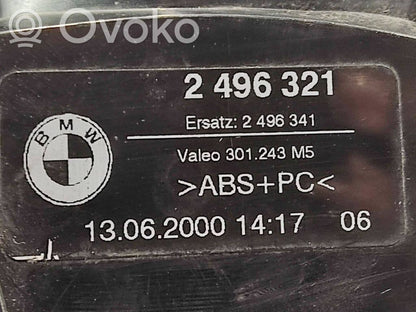 Ovoko
2 496 321
Ersatz: 2 496 341
BMW
Valeo 301.243 M5
>ABS+PC<
13.06.2000 14:17 06